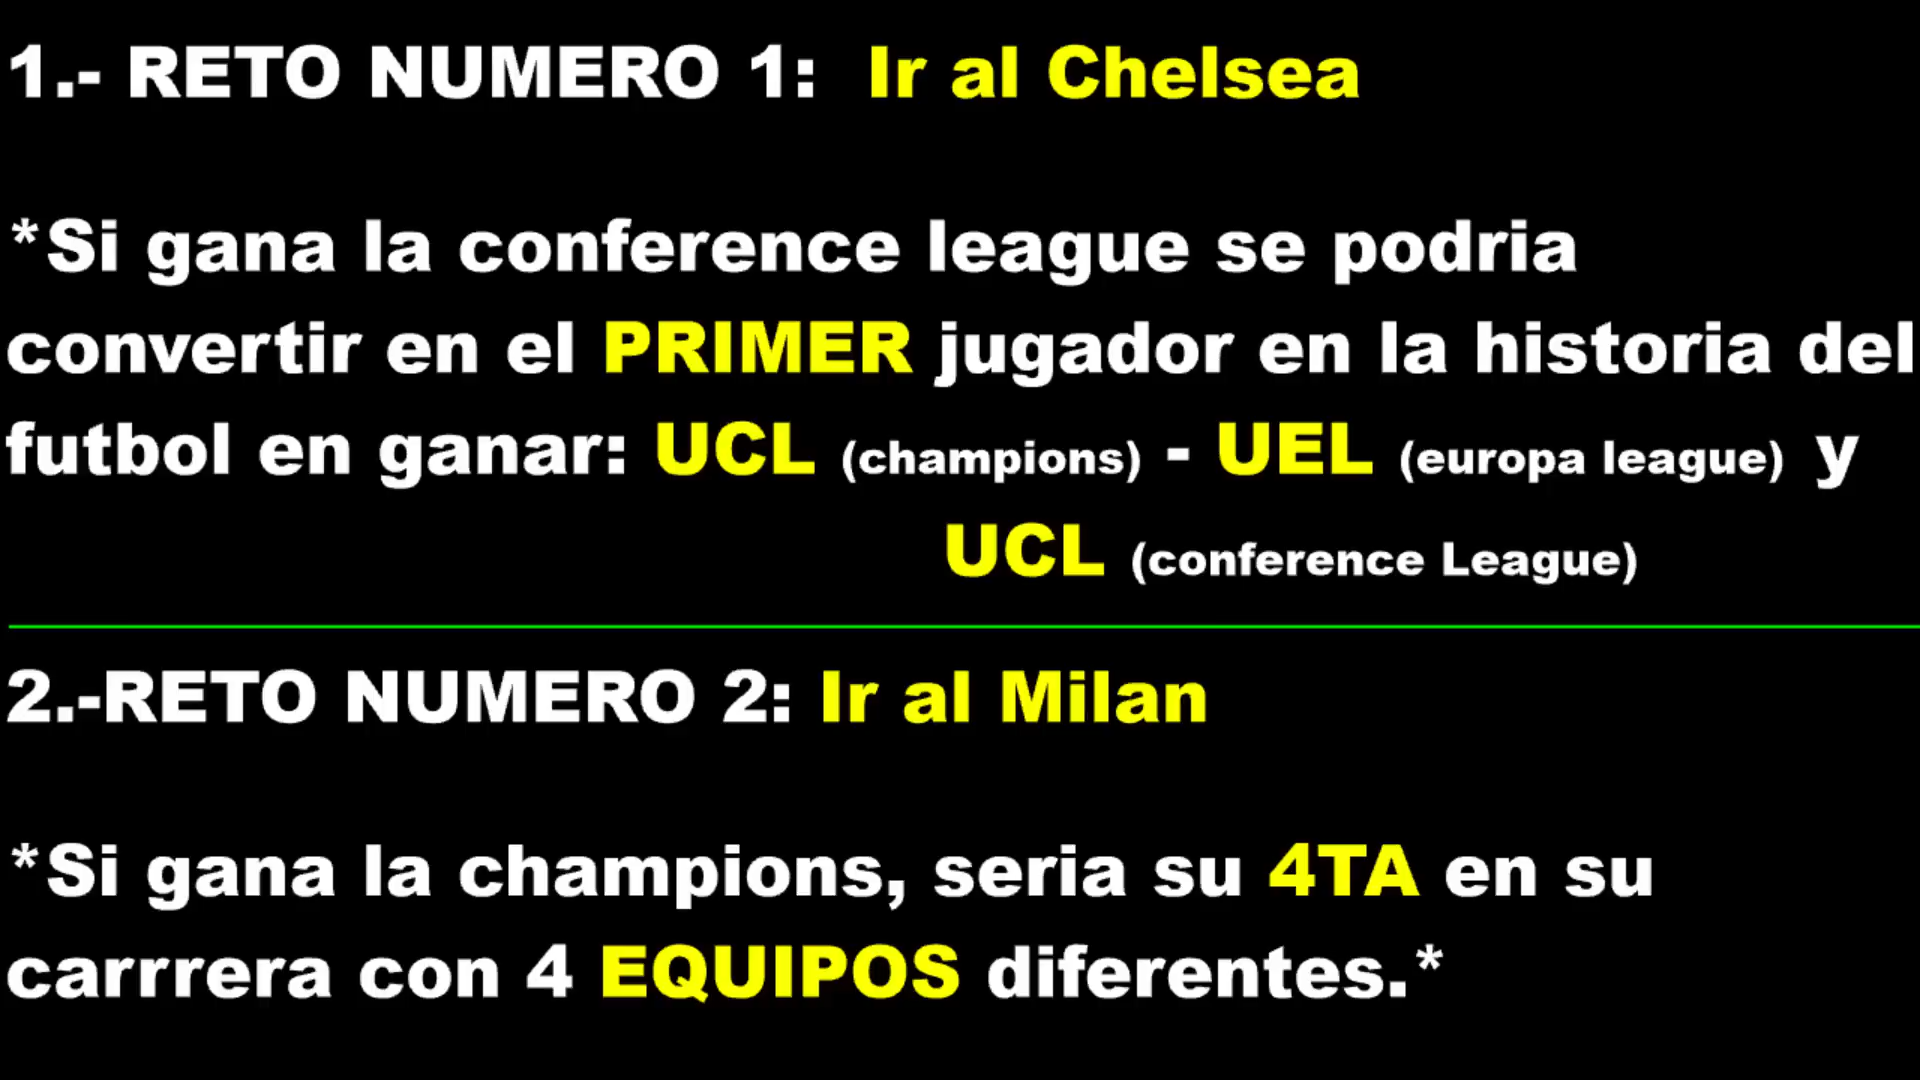 1.- RETO NUMERO 1: Ir al Chelsea
*Si gana la conference league se podria
convertir en el PRIMER jugador en la historia del
futbol en ganar: UCL (champions) - UEL (europa league) y
UCL (conference League)
2.-RETO NUMERO 2: Ir al Milan
*Si gana la champions, seria su 4TA en su
carrrera con 4 EQUIPOS diferentes.*